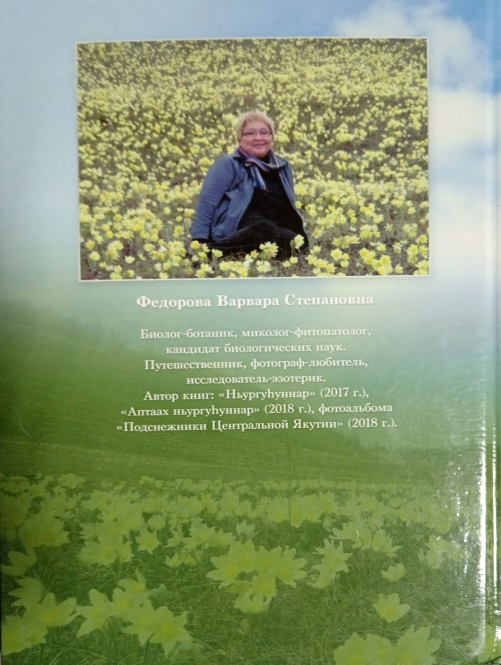 Федорова Варвара Степановна
Биолог-ботаник, миколог-фитопатолог,
кандидат биологических наук.
Путешественник, фотограф-любитель,
исследователь-эзотерик.
Автор книг: «Ньургуһуннар» (2017 г.),
«Аптаах ньургуһуннар» (2018 г.), фотоальбома
«Подснежники Центральной Якутии» (2018 г.).